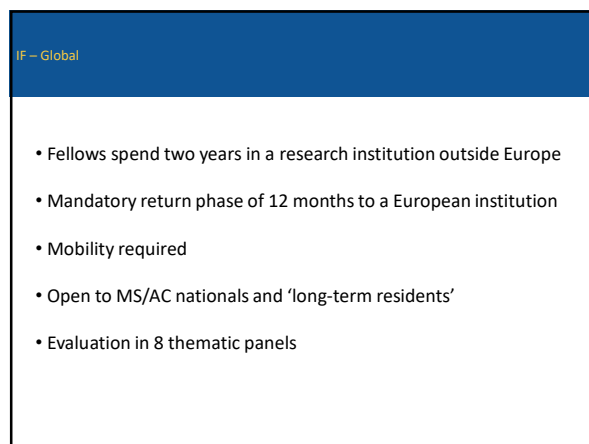 IF – Global
• Fellows spend two years in a research institution outside Europe
• Mandatory return phase of 12 months to a European institution
• Mobility required
• Open to MS/AC nationals and ‘long-term residents’
• Evaluation in 8 thematic panels